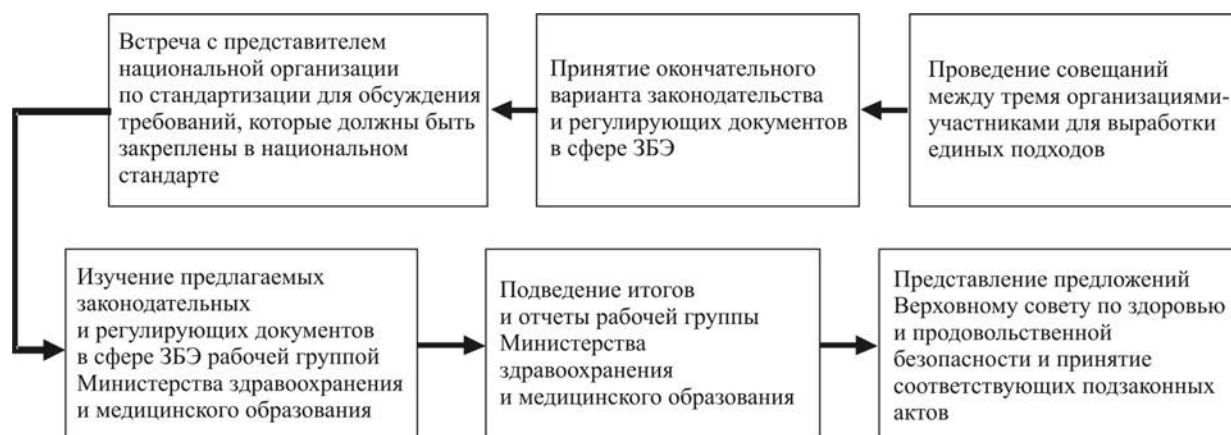 Встреча с представителем
национальной организации
по стандартизации для обсуждения
требований, которые должны быть
закреплены в национальном
стандарте
Принятие окончательного
варианта законодательства
и регулирующих документов
в сфере ЗБЭ
Проведение совещаний
между тремя организациями-
участниками для выработки
единых подходов
Изучение предлагаемых
законодательных
и регулирующих документов
в сфере ЗБЭ рабочей группой
Министерства здравоохранения
и медицинского образования
Подведение итогов
и отчеты рабочей группы
Министерства
здравоохранения
и медицинского образования
Представление предложений
Верховному совету по здоровью
и продовольственной
безопасности и принятие
соответствующих подзаконных
актов